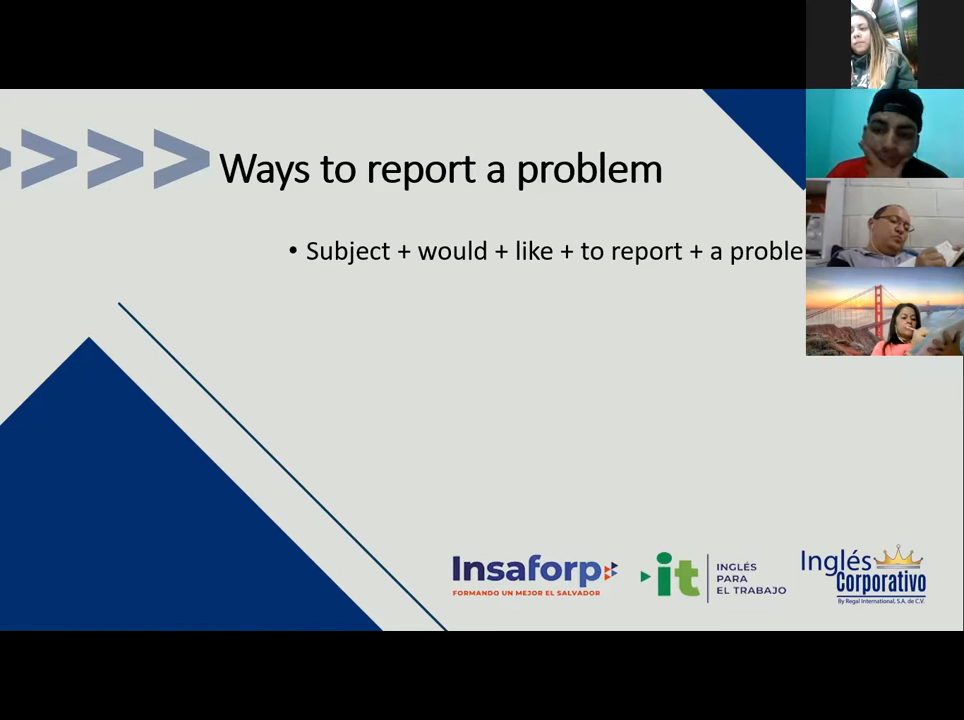 >>>> Ways to report a problem
• Subject + would + like + to report + a proble
Insaforp
FORMANDO UN MEJOR EL SALVADOR
it
INGLÉS
PARA
EL TRABAJO
Inglés
Corporativo
By Regal International, S.A. de C.V.